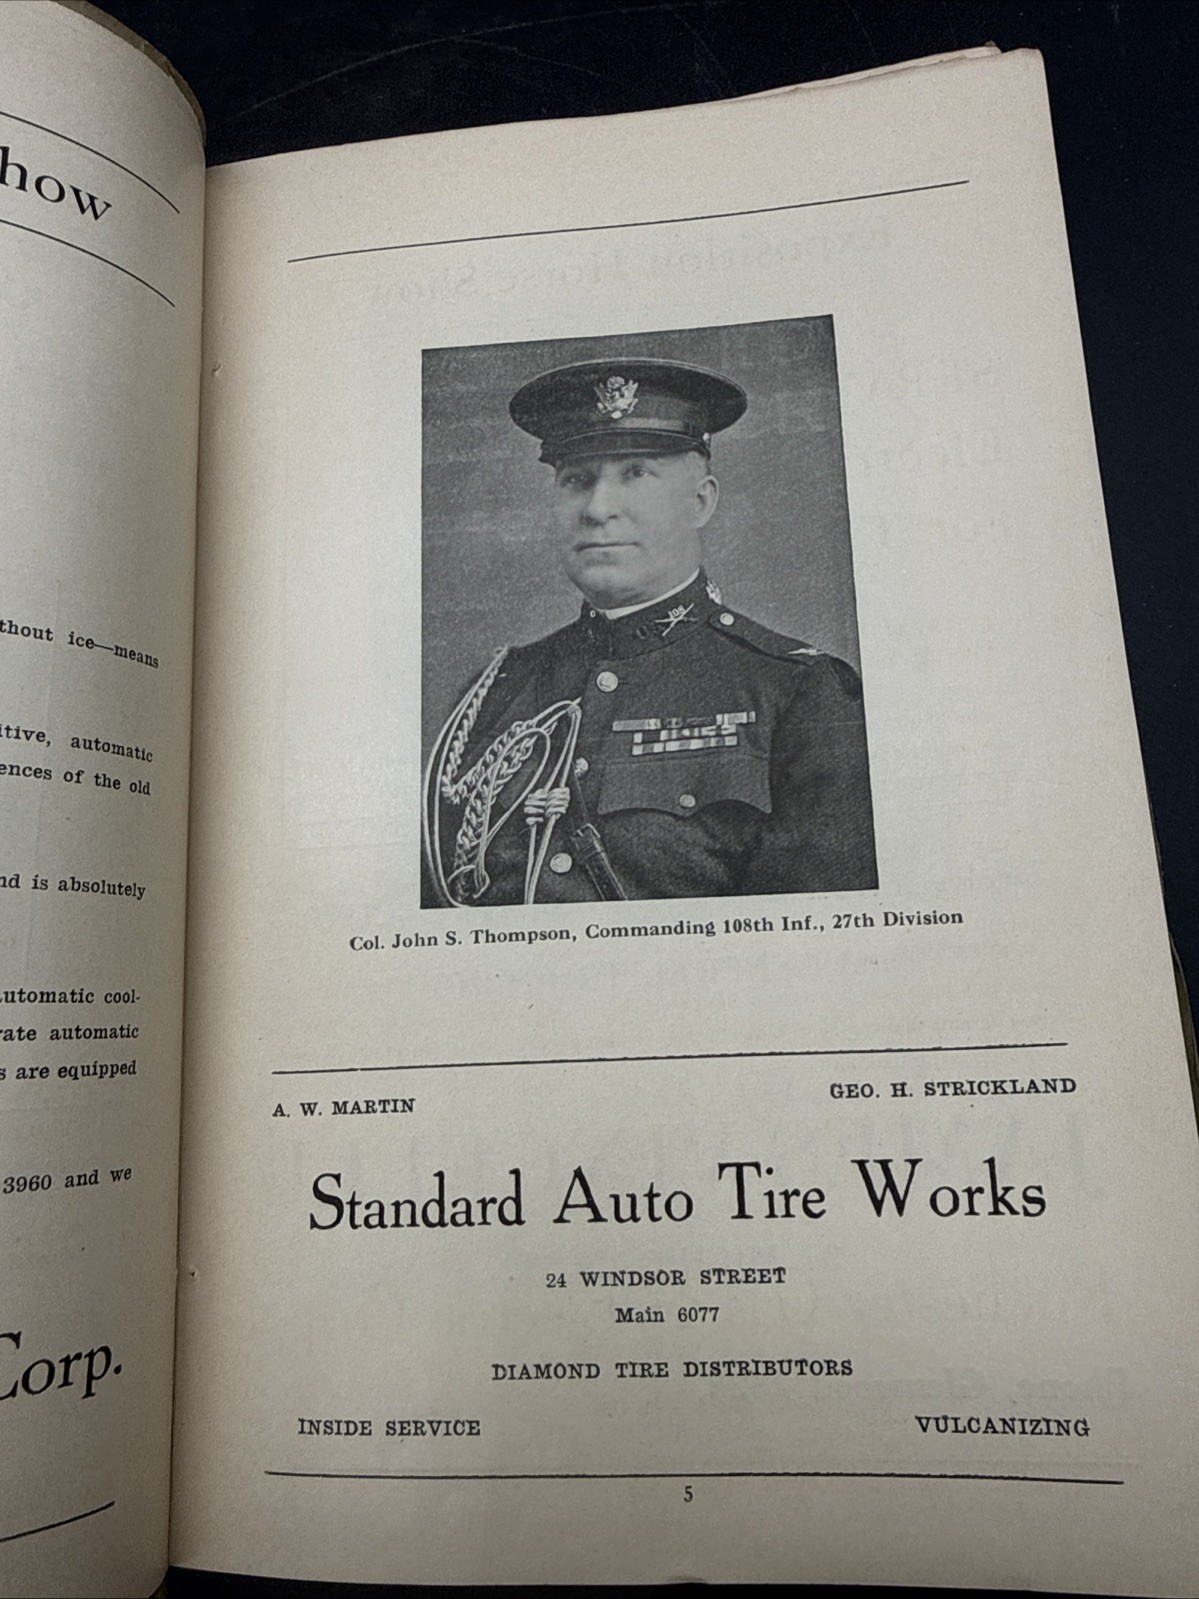 how
thout ice—means
itive, automatic
ences of the old
nd is absolutely
utomatic cool-
rate automatic
s are equipped
3960 and we
Corp.
108
Col. John S. Thompson, Commanding 108th Inf., 27th Division
A. W. MARTIN
GEO. H. STRICKLAND
Standard Auto Tire Works
24 WINDSOR STREET
Main 6077
DIAMOND TIRE DISTRIBUTORS
INSIDE SERVICE
VULCANIZING
5